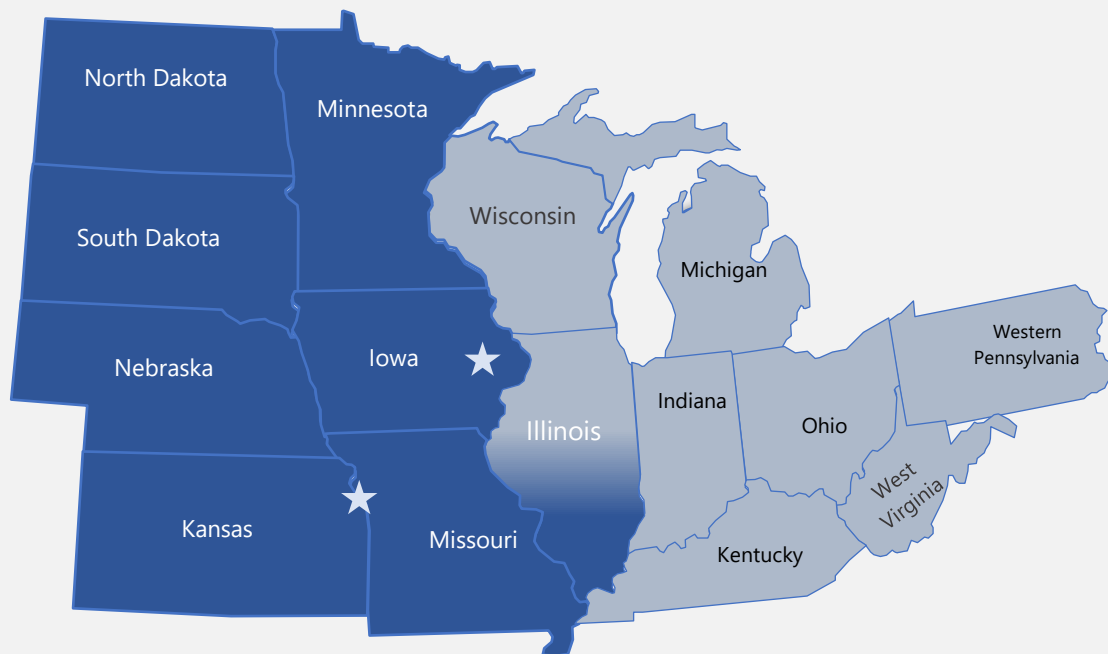 North Dakota
Minnesota
Wisconsin
South Dakota
Michigan
Nebraska
Iowa
Western
Pennsylvania
Indiana
Illinois
Ohio
West
Virginia
Kansas
Missouri
Kentucky